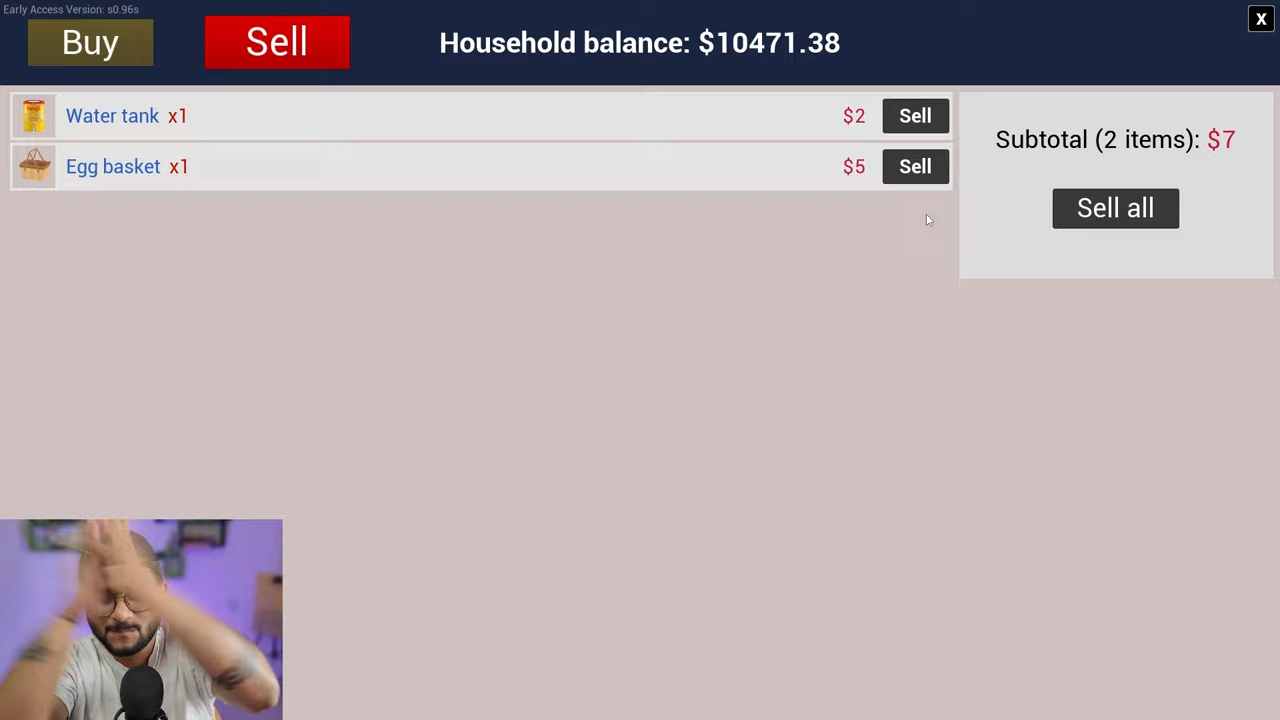 Early Access Version: s0.96s
Buy
Sell
Household balance: $10471.38
X
Water tank x1
$2
Sell
Egg basket x1
$5
Sell
Subtotal (2 items): $7
Sell all